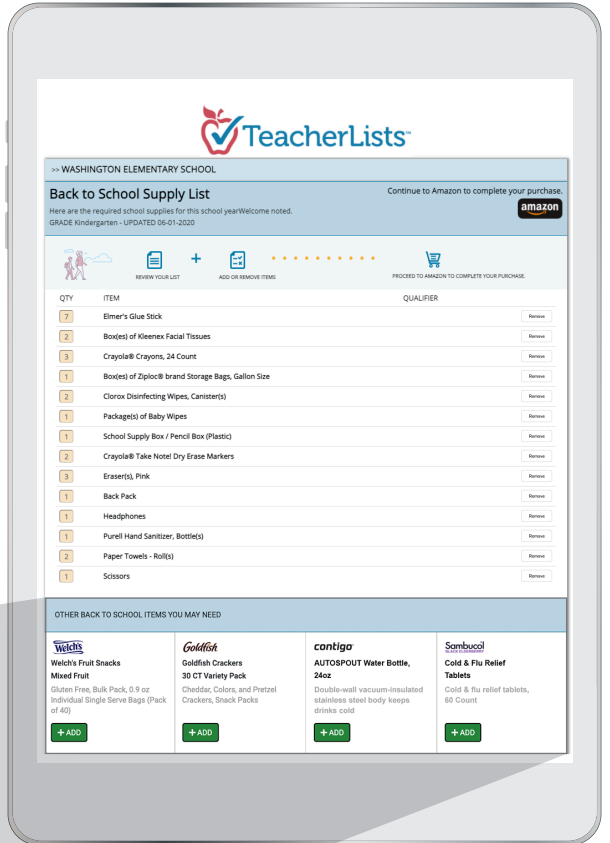 TeacherLists™
>> WASHINGTON ELEMENTARY SCHOOL
Back to School Supply List
Continue to Amazon to complete your purchase.
Here are the required school supplies for this school yearWelcome noted.
amazon
GRADE Kindergarten - UPDATED 06-01-2020
REVIEW YOUR LIST
+
ADD OR REMOVE ITEMS
PROCEED TO AMAZON TO COMPLETE YOUR PURCHASE.
QTY ITEM QUALIFIER
7 Elmer's Glue Stick Remove
2 Box(es) of Kleenex Facial Tissues Remove
3 Crayola® Crayons, 24 Count Remove
1 Box(es) of Ziploc® brand Storage Bags, Gallon Size Remove
2 Clorox Disinfecting Wipes, Canister(s) Remove
1 Package(s) of Baby Wipes Remove
1 School Supply Box / Pencil Box (Plastic) Remove
2 Crayola® Take Note! Dry Erase Markers Remove
3 Eraser(s), Pink Remove
1 Back Pack Remove
1 Headphones Remove
1 Purell Hand Sanitizer, Bottle(s) Remove
2 Paper Towels - Roll(s) Remove
1 Scissors Remove
OTHER BACK TO SCHOOL ITEMS YOU MAY NEED
Welch's
Welch's Fruit Snacks
Mixed Fruit
Gluten Free, Bulk Pack, 0.9 oz
Individual Single Serve Bags (Pack
of 40)
+ ADD
Goldfish
Goldfish Crackers
30 CT Variety Pack
Cheddar, Colors, and Pretzel
Crackers, Snack Packs
+ ADD
contigo
AUTOSPOUT Water Bottle,
24oz
Double-wall vacuum-insulated
stainless steel body keeps
drinks cold
+ ADD
Sambucol
BLACK ELDERBERRY
Cold & Flu Relief
Tablets
Cold & flu relief tablets,
60 Count
+ ADD